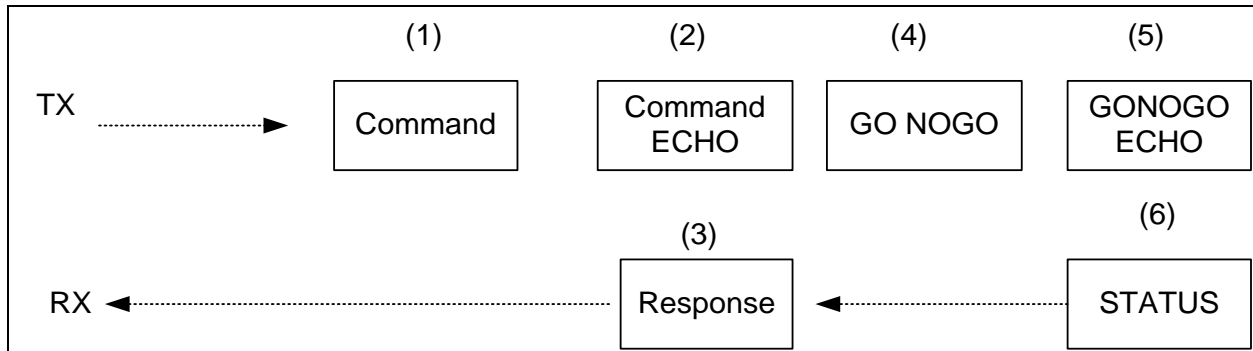 (1)
(2)
(4)
(5)
TX
Command
Command
ECHO
GO NOGO
GONOGO
ECHO
(3)
(6)
RX
Response
STATUS